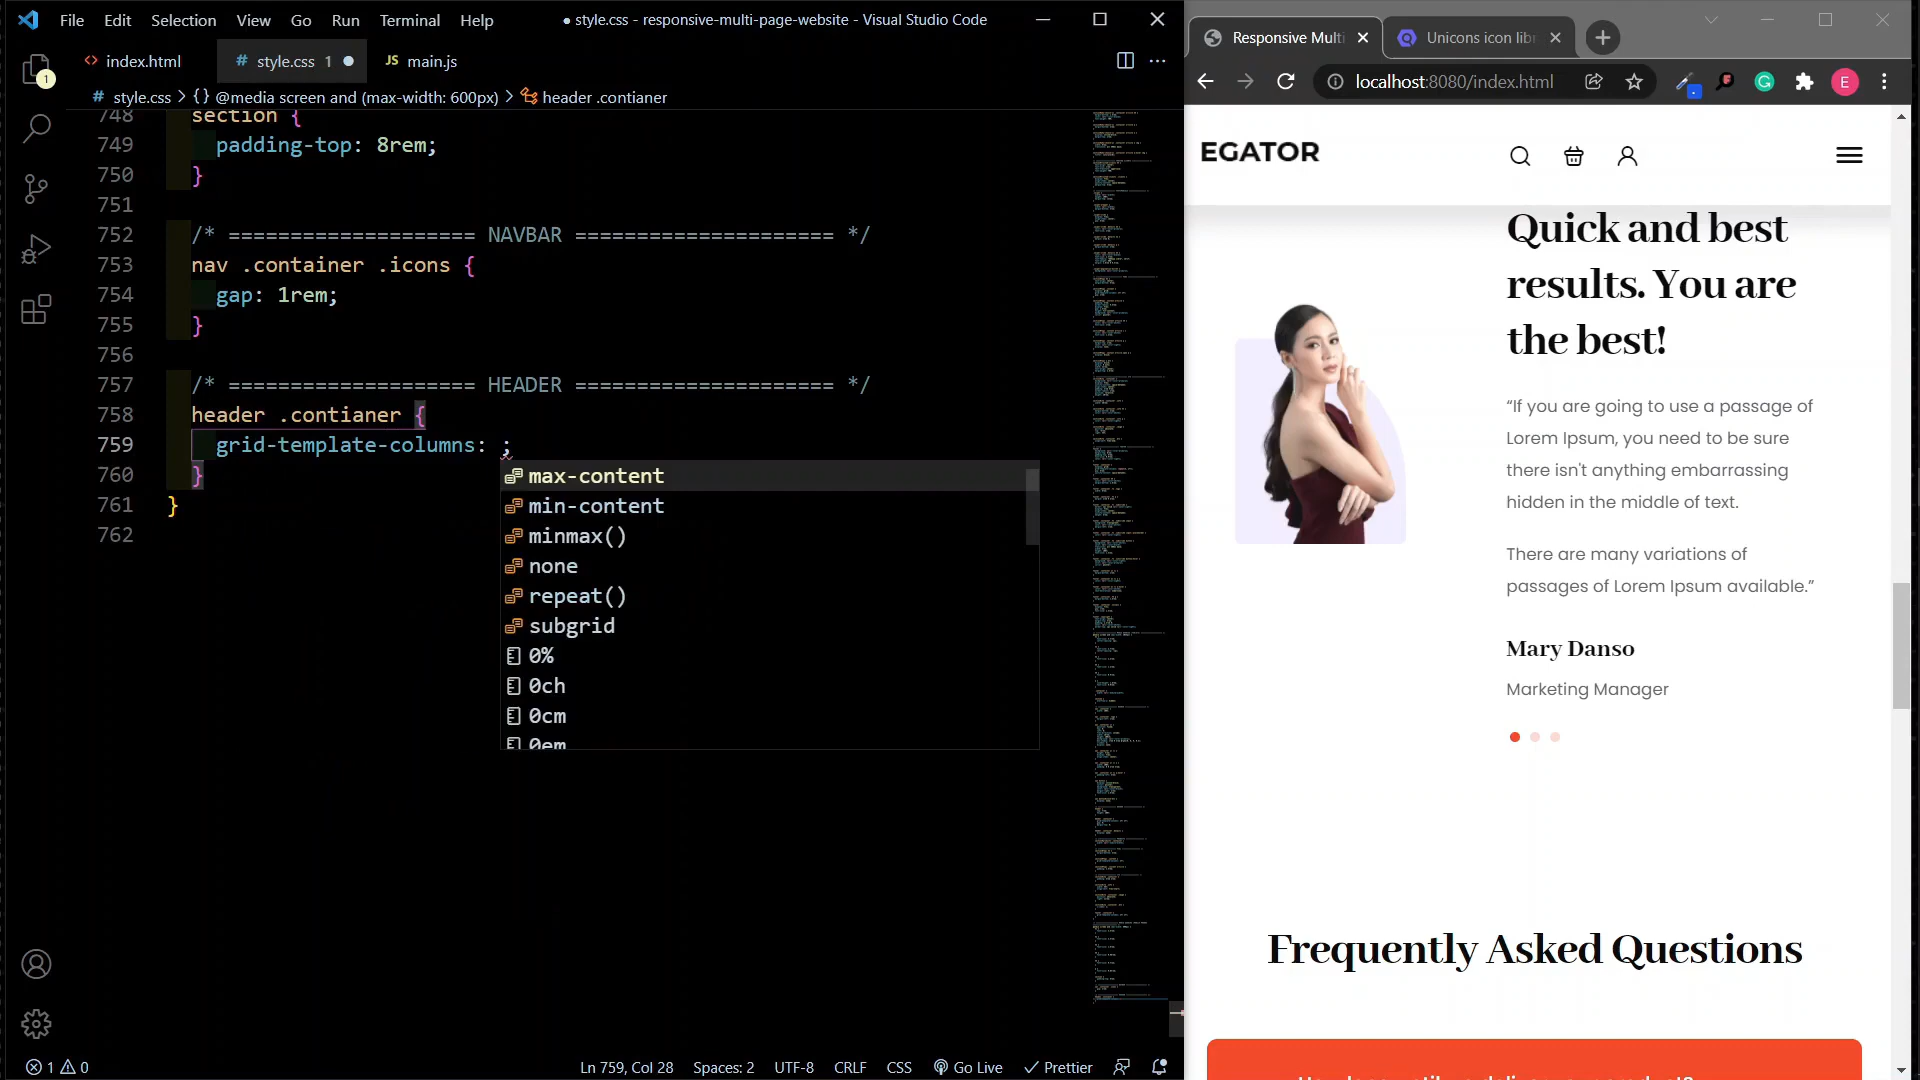 File Edit Selection View Go Run Terminal Help
● style.css - responsive-multi-page-website - Visual Studio Code
<> index.html
# style.css 1 ●
JS main.js
# style.css > {} @media screen and (max-width: 600px) > header .contianer
748 section {
749 padding-top: 8rem;
750 }
751
752 /* ==================== NAVBAR ===================== */
753 nav .container .icons {
754 gap: 1rem;
755 }
756
757 /* ==================== HEADER ===================== */
758 header .contianer {
759 grid-template-columns: ;
760 }
761 }
762
max-content
min-content
minmax()
none
repeat()
subgrid
0%
0ch
0cm
0em
1
1 0
Ln 759, Col 28 Spaces: 2 UTF-8 CRLF CSS Go Live Prettier
Responsive Multi
Unicons icon lib
localhost:8080/index.html
E
EGATOR
Quick and best
results. You are
the best!
“If you are going to use a passage of
Lorem Ipsum, you need to be sure
there isn't anything embarrassing
hidden in the middle of text.
There are many variations of
passages of Lorem Ipsum available.”
Mary Danso
Marketing Manager
Frequently Asked Questions